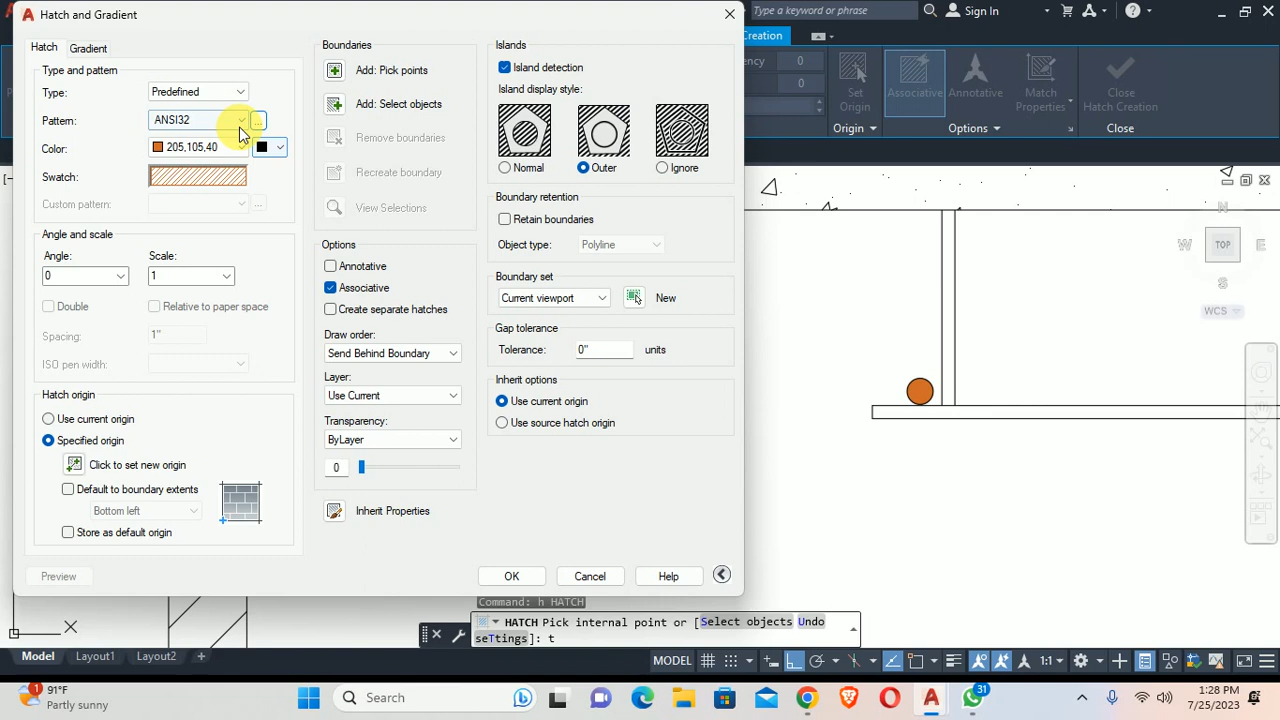 Hatch and Gradient
Type a keyword or phrase
Sign In
Hatch
Gradient
Type and pattern
Type:
Predefined
Pattern:
ANSI32
...
Color:
205,105,40
Swatch:
Custom pattern:
...
Angle and scale
Angle:
Scale:
0
1
Double
Relative to paper space
Spacing:
1"
ISO pen width:
Hatch origin
Use current origin
Specified origin
Click to set new origin
Default to boundary extents
Bottom left
Store as default origin
Preview
Boundaries
Add: Pick points
Add: Select objects
Remove boundaries
Recreate boundary
View Selections
Options
Annotative
Associative
Create separate hatches
Draw order:
Send Behind Boundary
Layer:
Use Current
Transparency:
ByLayer
0
Inherit Properties
Islands
Island detection
Island display style:
Normal
Outer
Ignore
Boundary retention
Retain boundaries
Object type:
Polyline
Boundary set
Current viewport
New
Gap tolerance
Tolerance:
0"
units
Inherit options
Use current origin
Use source hatch origin
OK
Cancel
Help
Creation
0
0
Set
Origin
Associative
Annotative
Match
Properties
Close
Hatch Creation
Origin
Options
Close
[–]
N
W
TOP
E
S
WCS
X
Command: h HATCH
HATCH Pick internal point or [Select objects Undo
seTtings]: t
Model
Layout1
Layout2
+
MODEL
1:1
1
91°F
Partly sunny
Search
31
1:28 PM
7/25/2023